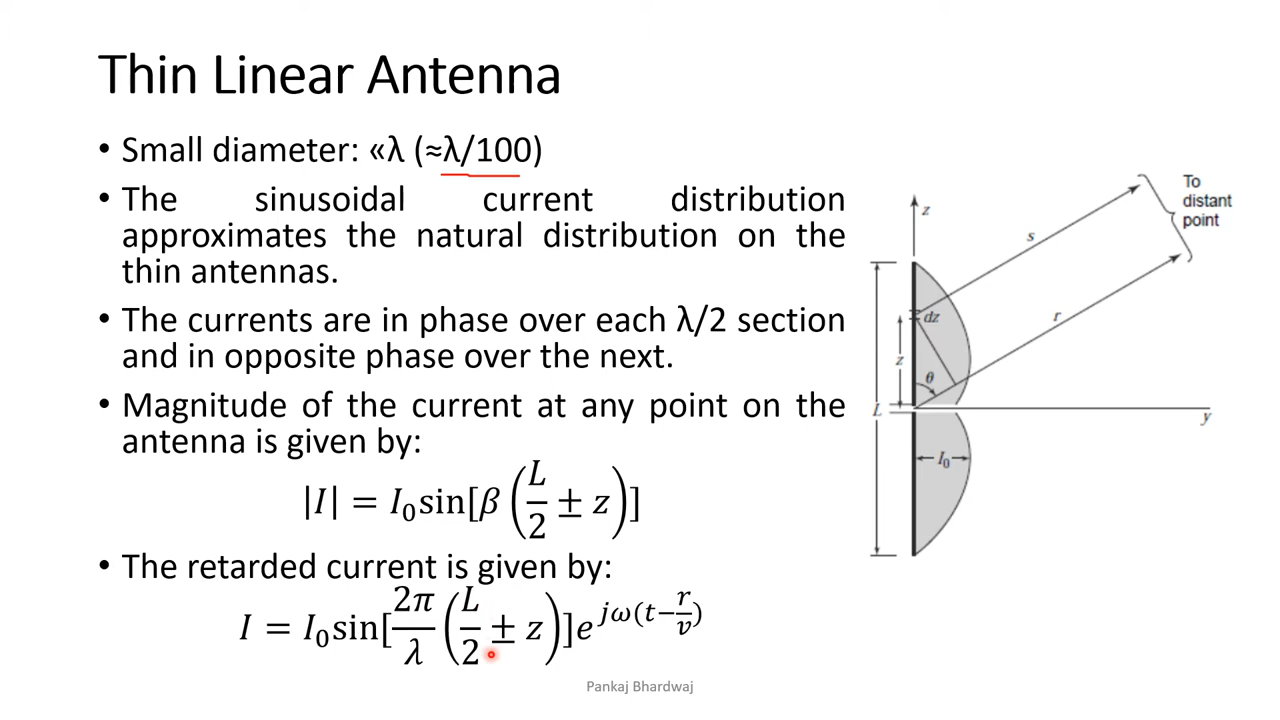 Thin Linear Antenna
• Small diameter: «λ (≈λ/100)
• The sinusoidal current distribution
approximates the natural distribution on the
thin antennas.
• The currents are in phase over each λ/2 section
and in opposite phase over the next.
• Magnitude of the current at any point on the
antenna is given by:
|I| = I₀sin[β (L/2 ± z)]
• The retarded current is given by:
I = I₀sin[2π/λ (L/2 ± z)]e^{jω(t−r/v)}
To
distant
point
z
s
r
dz
z
θ
L
y
I₀
Pankaj Bhardwaj